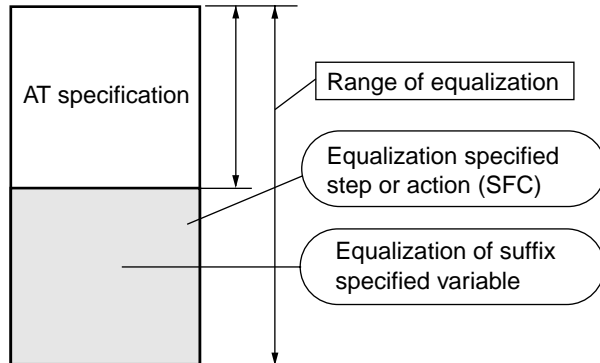 AT specification
Range of equalization
Equalization specified
step or action (SFC)
Equalization of suffix
specified variable